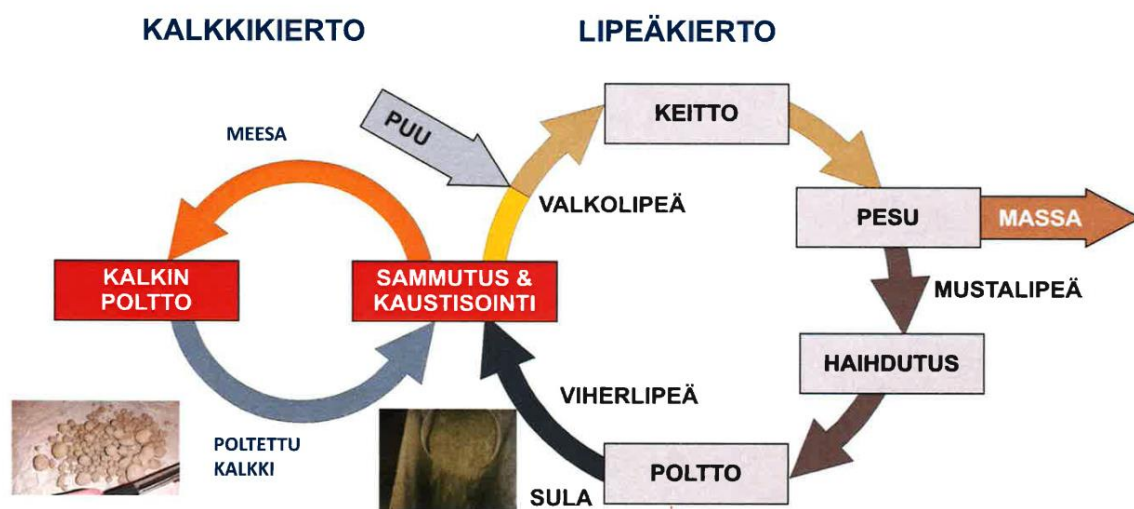 KALKKIKIERTO
LIPEÄKIERTO
PUU
KEITTO
MEESA
VALKOLIPEÄ
PESU
MASSA
KALKIN
POLTTO
SAMMUTUS &
KAUSTISOINTI
MUSTALIPEÄ
HAIHDUTUS
VIHERLIPEÄ
POLTETTU
KALKKI
POLTTO
SULA